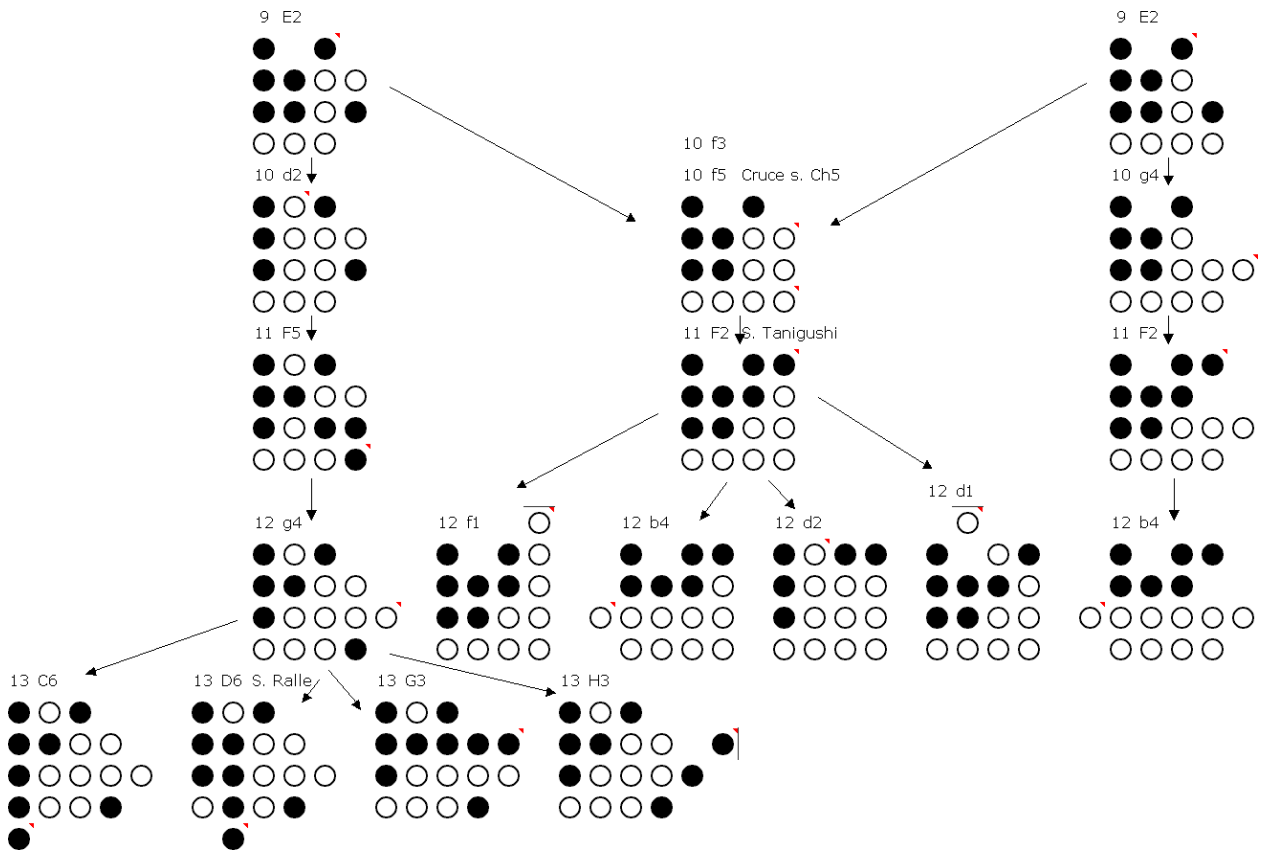 9 E2
9 E2
10 f3
10 d2
10 f5 Cruce s. Ch5
10 g4
11 F5
11 F2 S. Tanigushi
11 F2
12 d1
12 g4
12 f1
12 b4
12 d2
12 b4
13 C6
13 D6 S. Ralle
13 G3
13 H3